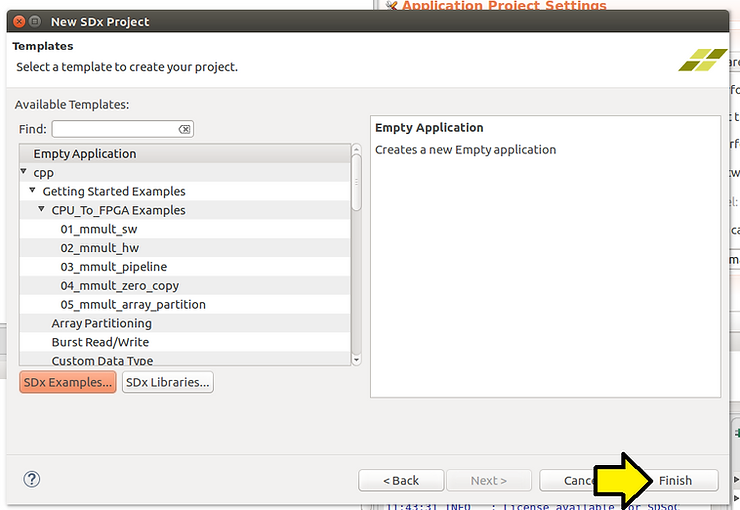 Application Project Settings
New SDx Project
Templates
Select a template to create your project.
Available Templates:
Find:
Empty Application
cpp
Getting Started Examples
CPU_To_FPGA Examples
01_mmult_sw
02_mmult_hw
03_mmult_pipeline
04_mmult_zero_copy
05_mmult_array_partition
Array Partitioning
Burst Read/Write
Custom Data Type
SDx Examples...
SDx Libraries...
Empty Application
Creates a new Empty application
?
< Back
Next >
Canc
Finish
11:43:31 INFO : License available for SDSoC